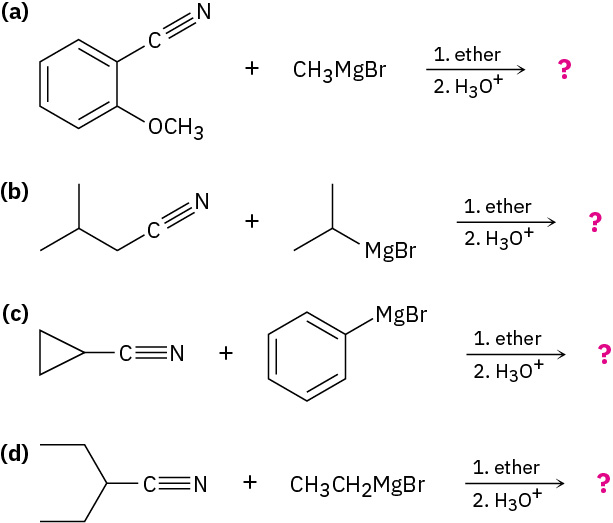 (a)
C≡N
OCH₃
+ CH₃MgBr
1. ether
2. H₃O⁺
?
(b)
C≡N
+
MgBr
1. ether
2. H₃O⁺
?
(c)
C≡N
+
MgBr
1. ether
2. H₃O⁺
?
(d)
C≡N
+ CH₃CH₂MgBr
1. ether
2. H₃O⁺
?